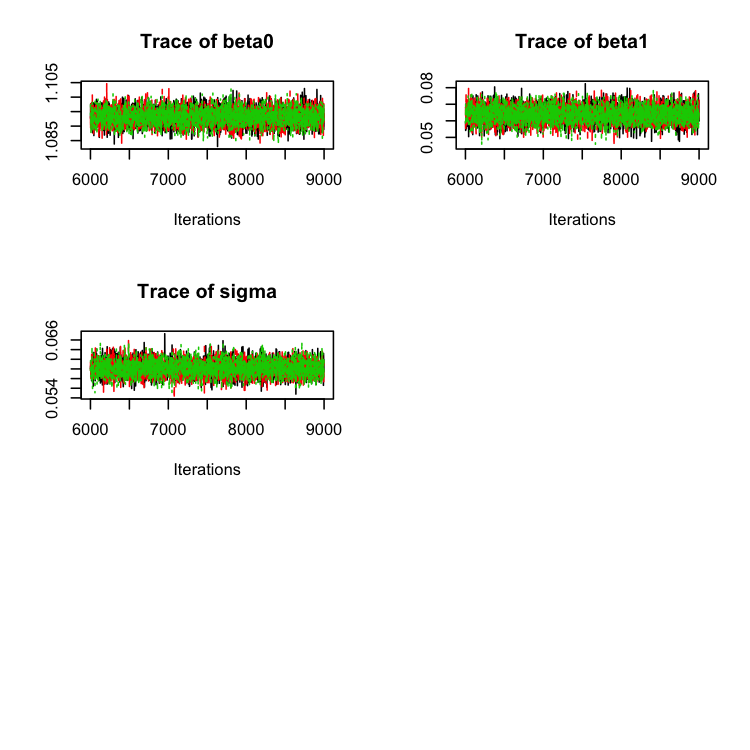 Trace of beta0
1.105
1.085
6000 7000 8000 9000
Iterations
Trace of beta1
0.08
0.05
6000 7000 8000 9000
Iterations
Trace of sigma
0.066
0.054
6000 7000 8000 9000
Iterations